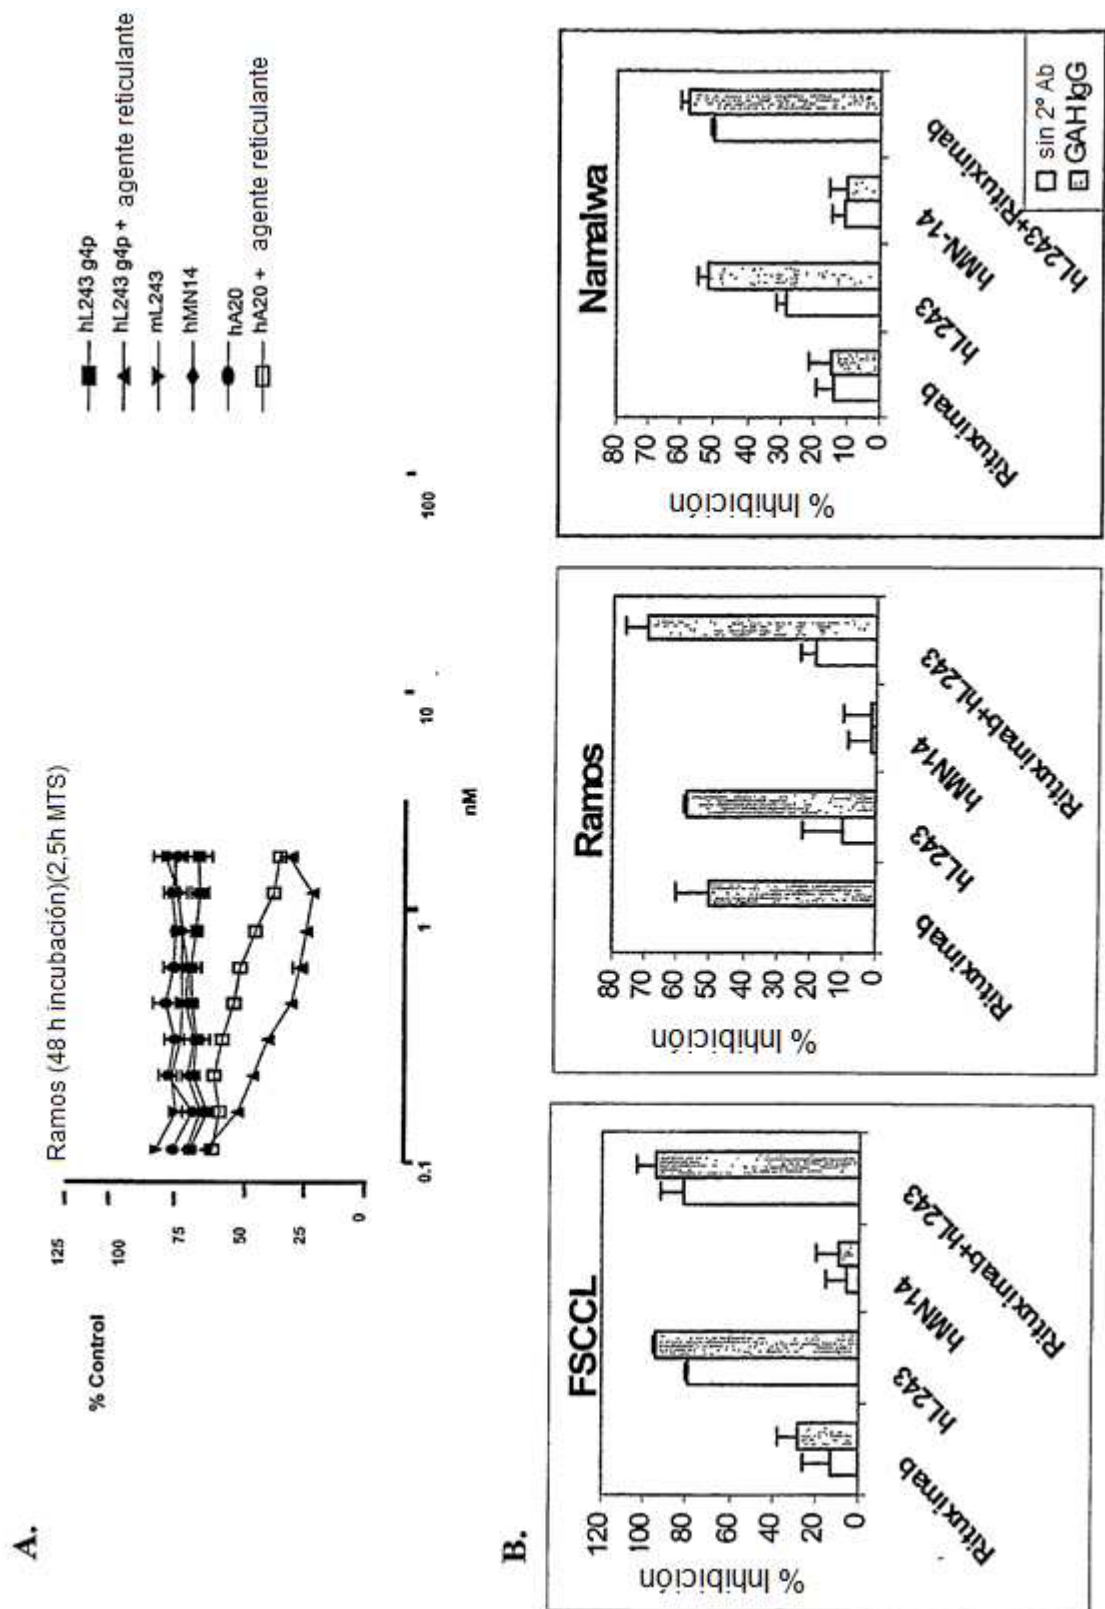 A.
Ramos (48 h incubación)(2,5h MTS)
% Control
125
100
75
50
25
0
0.1
1
10
100
nM
hL243 g4p
hL243 g4p + agente reticulante
mL243
hMN14
hA20
hA20 + agente reticulante
B.
FSCCL
% Inhibición
120
100
80
60
40
20
0
Rituximab
hL243
hMN14
Rituximab+hL243
Ramos
% Inhibición
80
70
60
50
40
30
20
10
0
Rituximab
hL243
hMN14
Rituximab+hL243
Namalwa
% Inhibición
80
70
60
50
40
30
20
10
0
Rituximab
hL243
hMN-14
hL243+Rituximab
sin 2º Ab
GAH IgG